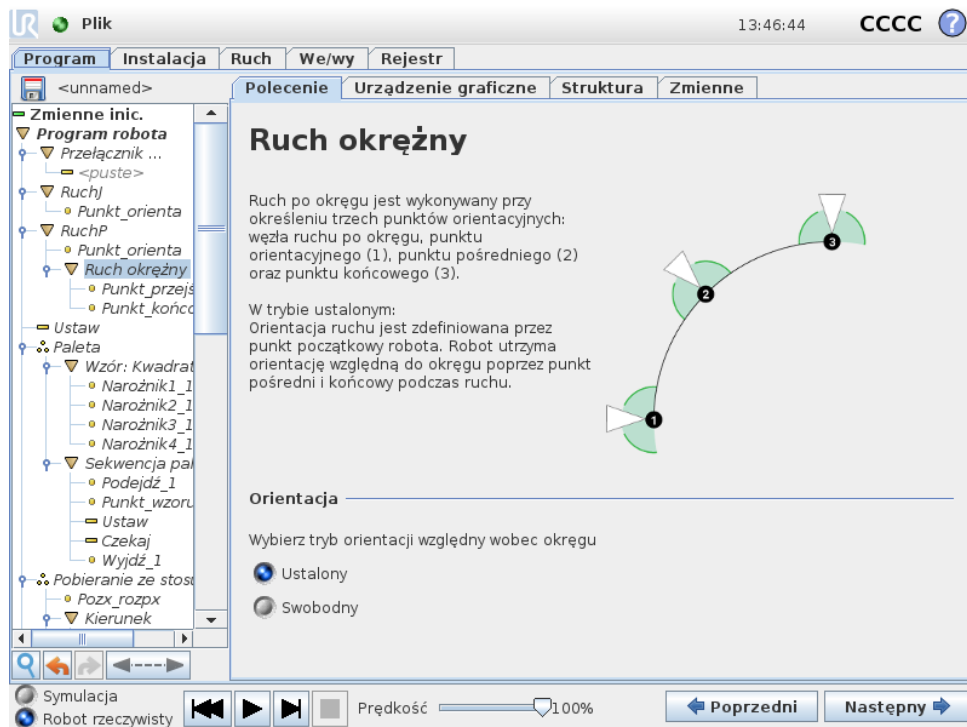 UR Plik 13:46:44 CCCC ?
Program Instalacja Ruch We/wy Rejestr
<unnamed>
Polecenie Urządzenie graficzne Struktura Zmienne
Zmienne inic.
Program robota
Przełącznik ...
<puste>
RuchJ
Punkt_orienta
RuchP
Punkt_orienta
Ruch okrężny
Punkt_przejś
Punkt_końco
Ustaw
Paleta
Wzór: Kwadrat
Narożnik1_1
Narożnik2_1
Narożnik3_1
Narożnik4_1
Sekwencja pal
Podejdź_1
Punkt_wzoru
Ustaw
Czekaj
Wyjdź_1
Pobieranie ze stosu
Pozx_rozpx
Kierunek
Ruch okrężny
Ruch po okręgu jest wykonywany przy
określeniu trzech punktów orientacyjnych:
węzła ruchu po okręgu, punktu
orientacyjnego (1), punktu pośredniego (2)
oraz punktu końcowego (3).
W trybie ustalonym:
Orientacja ruchu jest zdefiniowana przez
punkt początkowy robota. Robot utrzyma
orientację względną do okręgu poprzez punkt
pośredni i końcowy podczas ruchu.
3
2
1
Orientacja
Wybierz tryb orientacji względny wobec okręgu
Ustalony
Swobodny
Symulacja
Robot rzeczywisty
Prędkość 100%
Poprzedni Następny